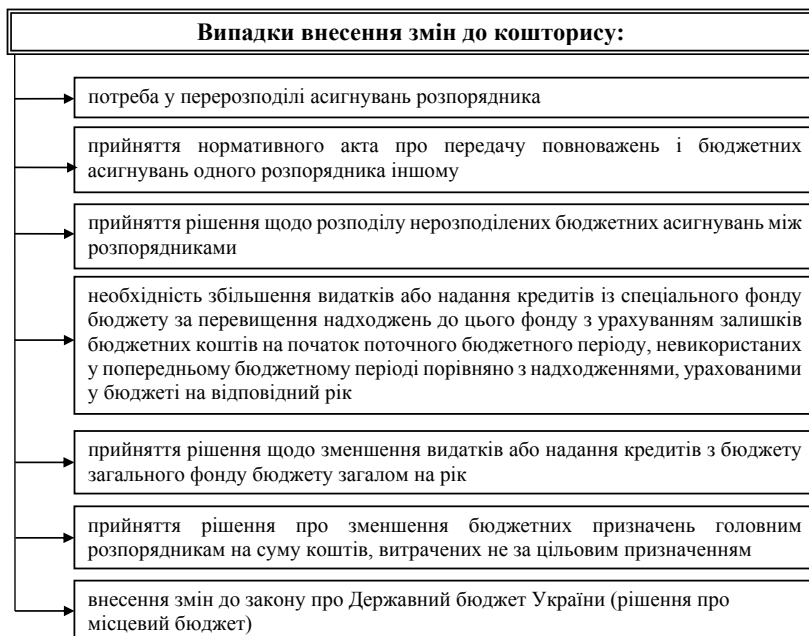 Випадки внесення змін до кошторису:
потреба у перерозподілі асигнувань розпорядника
прийняття нормативного акта про передачу повноважень і бюджетних
асигнувань одного розпорядника іншому
прийняття рішення щодо розподілу нерозподілених бюджетних асигнувань між
розпорядниками
необхідність збільшення видатків або надання кредитів із спеціального фонду
бюджету за перевищення надходжень до цього фонду з урахуванням залишків
бюджетних коштів на початок поточного бюджетного періоду, невикористаних
у попередньому бюджетному періоді порівняно з надходженнями, урахованими
у бюджеті на відповідний рік
прийняття рішення щодо зменшення видатків або надання кредитів з бюджету
загального фонду бюджету загалом на рік
прийняття рішення про зменшення бюджетних призначень головним
розпорядникам на суму коштів, витрачених не за цільовим призначенням
внесення змін до закону про Державний бюджет України (рішення про
місцевий бюджет)